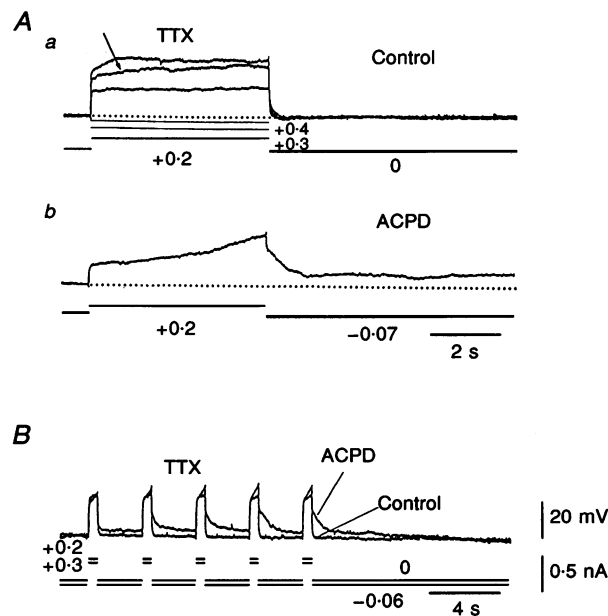 A
a
TTX
Control
+0·4
+0·3
+0·2
0
b
ACPD
+0·2
−0·07
2 s
B
TTX
ACPD
Control
20 mV
+0·2
+0·3
0
0·5 nA
−0·06
4 s